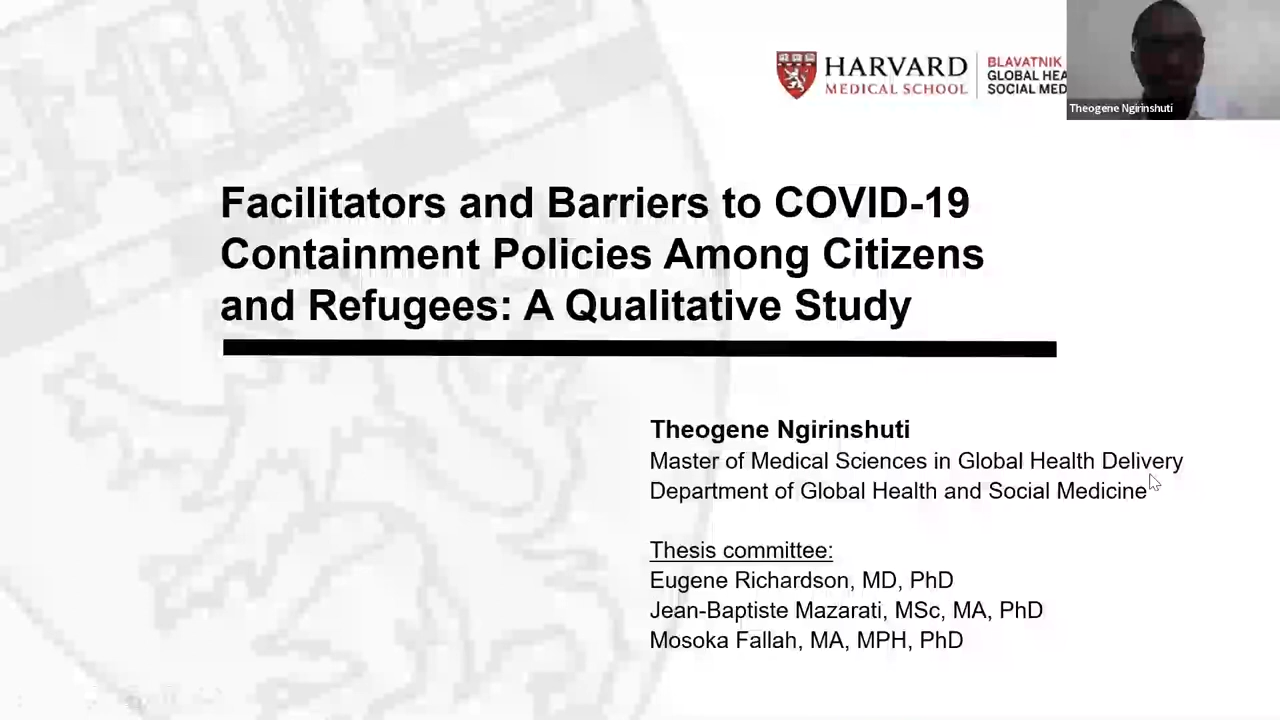 HARVARD
MEDICAL SCHOOL
BLAVATNIK
GLOBAL HEA
SOCIAL MED
Theogene Ngirinshuti
Facilitators and Barriers to COVID-19
Containment Policies Among Citizens
and Refugees: A Qualitative Study
Theogene Ngirinshuti
Master of Medical Sciences in Global Health Delivery
Department of Global Health and Social Medicine
Thesis committee:
Eugene Richardson, MD, PhD
Jean-Baptiste Mazarati, MSc, MA, PhD
Mosoka Fallah, MA, MPH, PhD